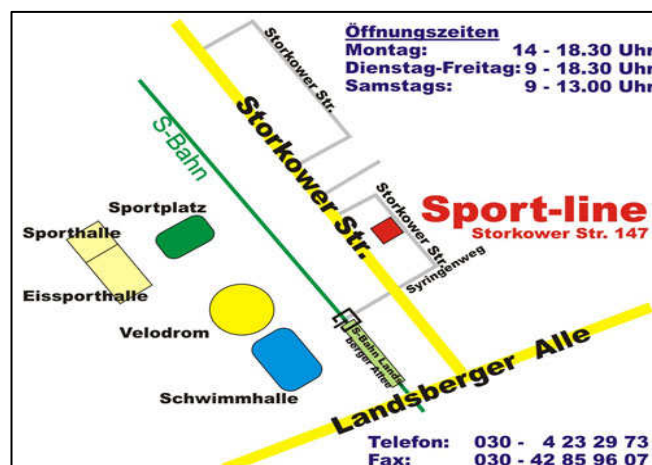 Öffnungszeiten
Montag: 14 - 18.30 Uhr
Dienstag-Freitag: 9 - 18.30 Uhr
Samstags: 9 - 13.00 Uhr
Storkower Str.
Storkower Str.
S-Bahn
Sport-line
Storkower Str. 147
Storkower Str.
Syringenweg
Sportplatz
Sporthalle
Eissporthalle
Velodrom
Schwimmhalle
S-Bahn Lands
berger Allee
Landsberger Alle
Telefon: 030 - 4 23 29 73
Fax: 030 - 42 85 96 07